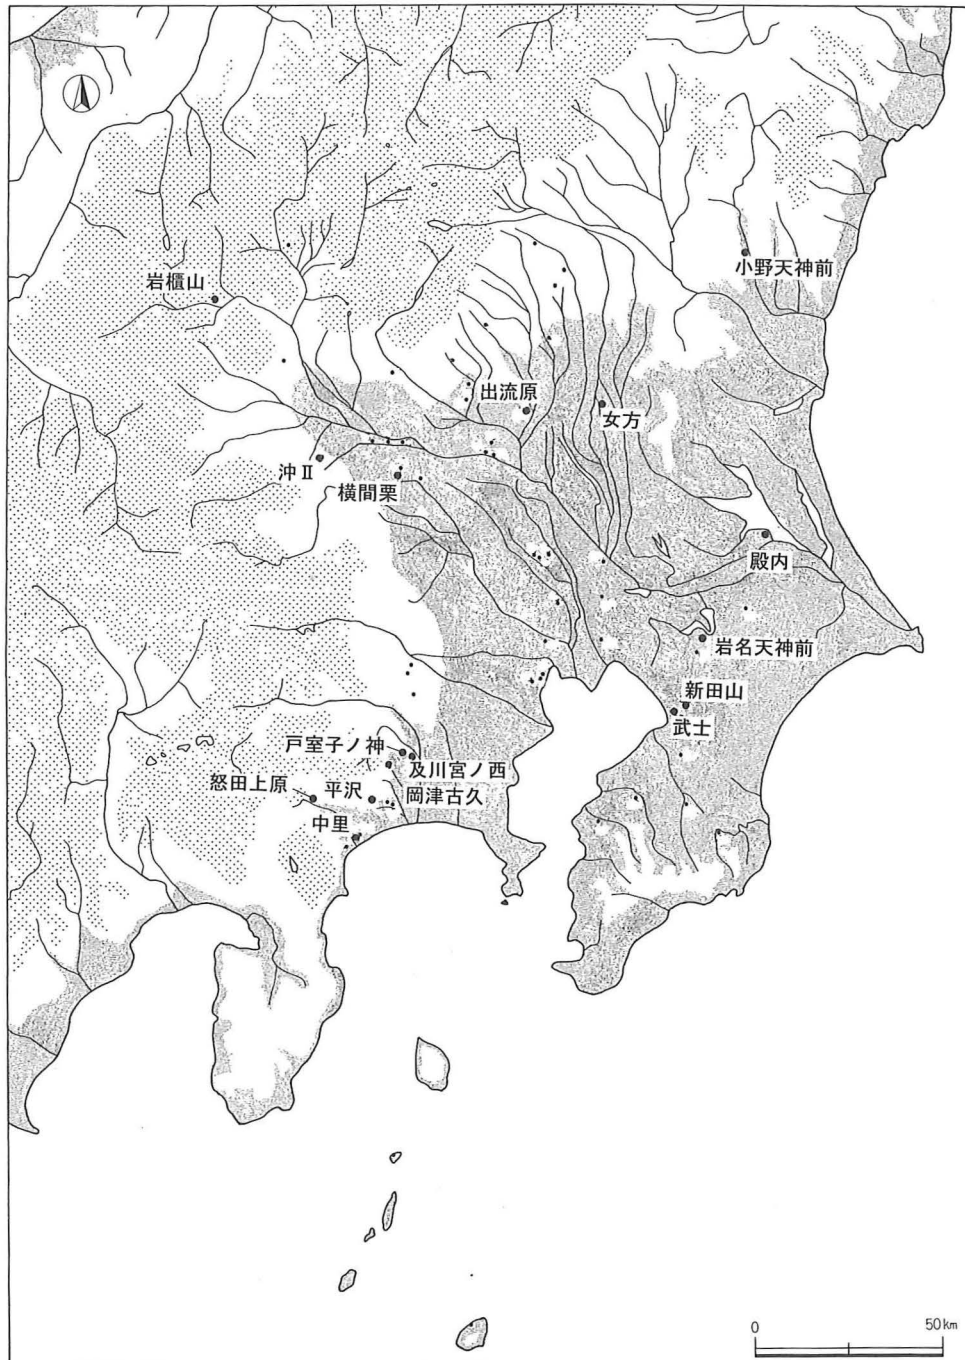 小野天神前
岩櫃山
出流原
女方
沖Ⅱ
横間栗
殿内
岩名天神前
新田山
武士
戸室子ノ神
及川宮ノ西
怒田上原
平沢
岡津古久
中里
0
50km